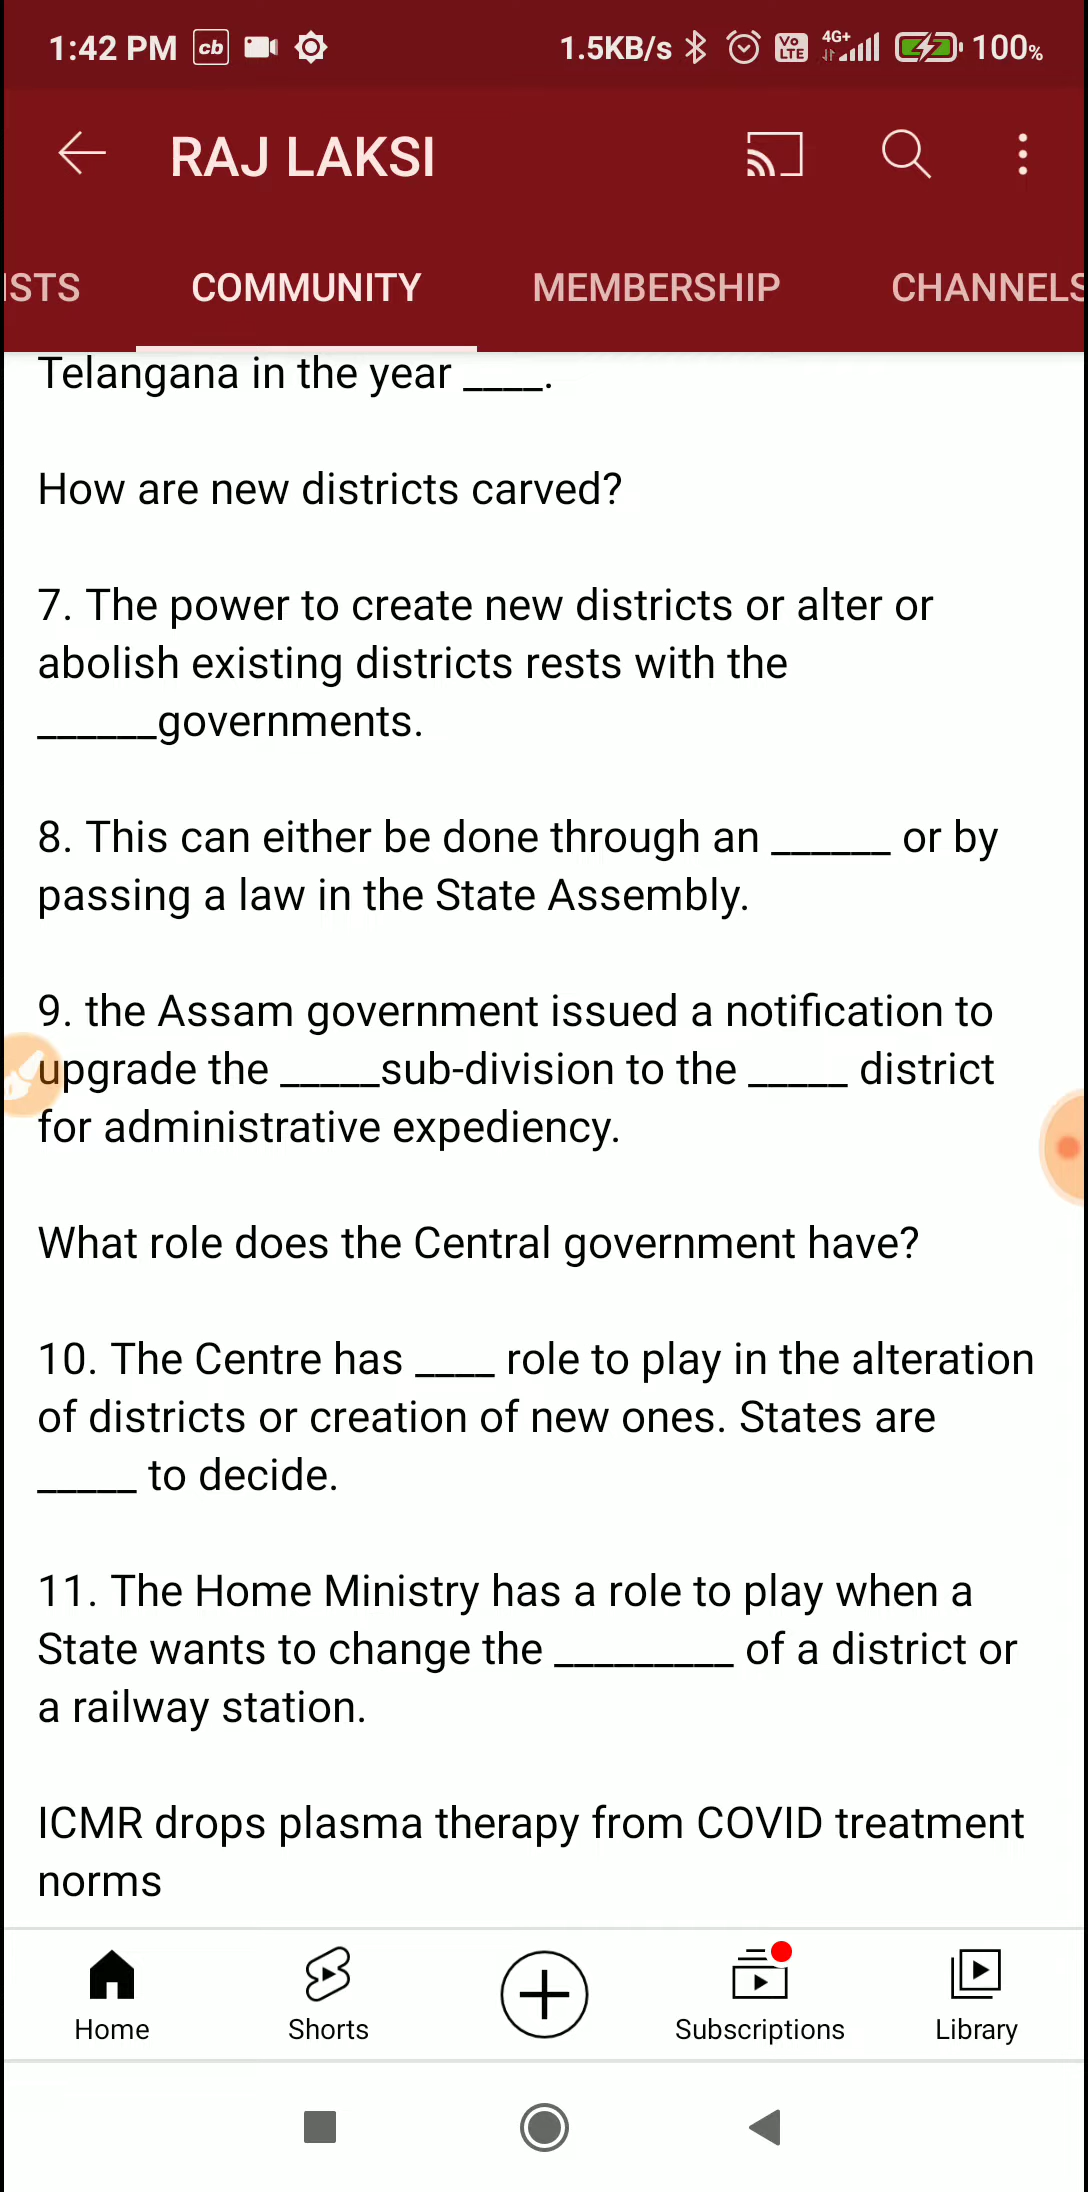 1:42 PM cb 1.5KB/s Vo LTE 4G+ 100%
RAJ LAKSI
ISTS COMMUNITY MEMBERSHIP CHANNELS
Telangana in the year ____.
How are new districts carved?
7. The power to create new districts or alter or
abolish existing districts rests with the
______governments.
8. This can either be done through an ______ or by
passing a law in the State Assembly.
9. the Assam government issued a notification to
upgrade the _____sub-division to the _____ district
for administrative expediency.
What role does the Central government have?
10. The Centre has ____ role to play in the alteration
of districts or creation of new ones. States are
_____ to decide.
11. The Home Ministry has a role to play when a
State wants to change the _________ of a district or
a railway station.
ICMR drops plasma therapy from COVID treatment
norms
Home Shorts Subscriptions Library